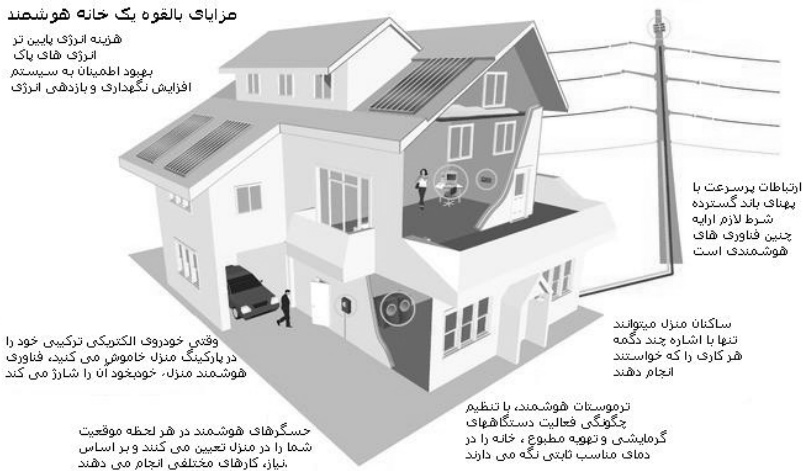 مزایای بالقوه یک خانه هوشمند
هزینه انرژی پایین تر
انرژی های پاک
بهبود اطمینان به سیستم
افزایش نگهداری و بازدهی انرژی
ارتباطات پرسرعت با
پهنای باند گسترده
شرط لازم ارایه
چنین فناوری های
هوشمندی است
ساکنان منزل میتوانند
تنها با اشاره چند دگمه
هر کاری را که خواستند
انجام دهند
وقتی خودروی الکتریکی ترکیبی خود را
در پارکینگ منزل خاموش می کنید، فناوری
هوشمند منزل، خودبخود آن را شارژ می کند
ترموستات هوشمند، با تنظیم
چگونگی فعالیت دستگاههای
گرمایشی و تهویه مطبوع ، خانه را در
دمای مناسب ثابتی نگه می دارند
حسگرهای هوشمند در هر لحظه موقعیت
شما را در منزل تعیین می کنند و بر اساس
نیاز، کارهای مختلفی انجام می دهند.